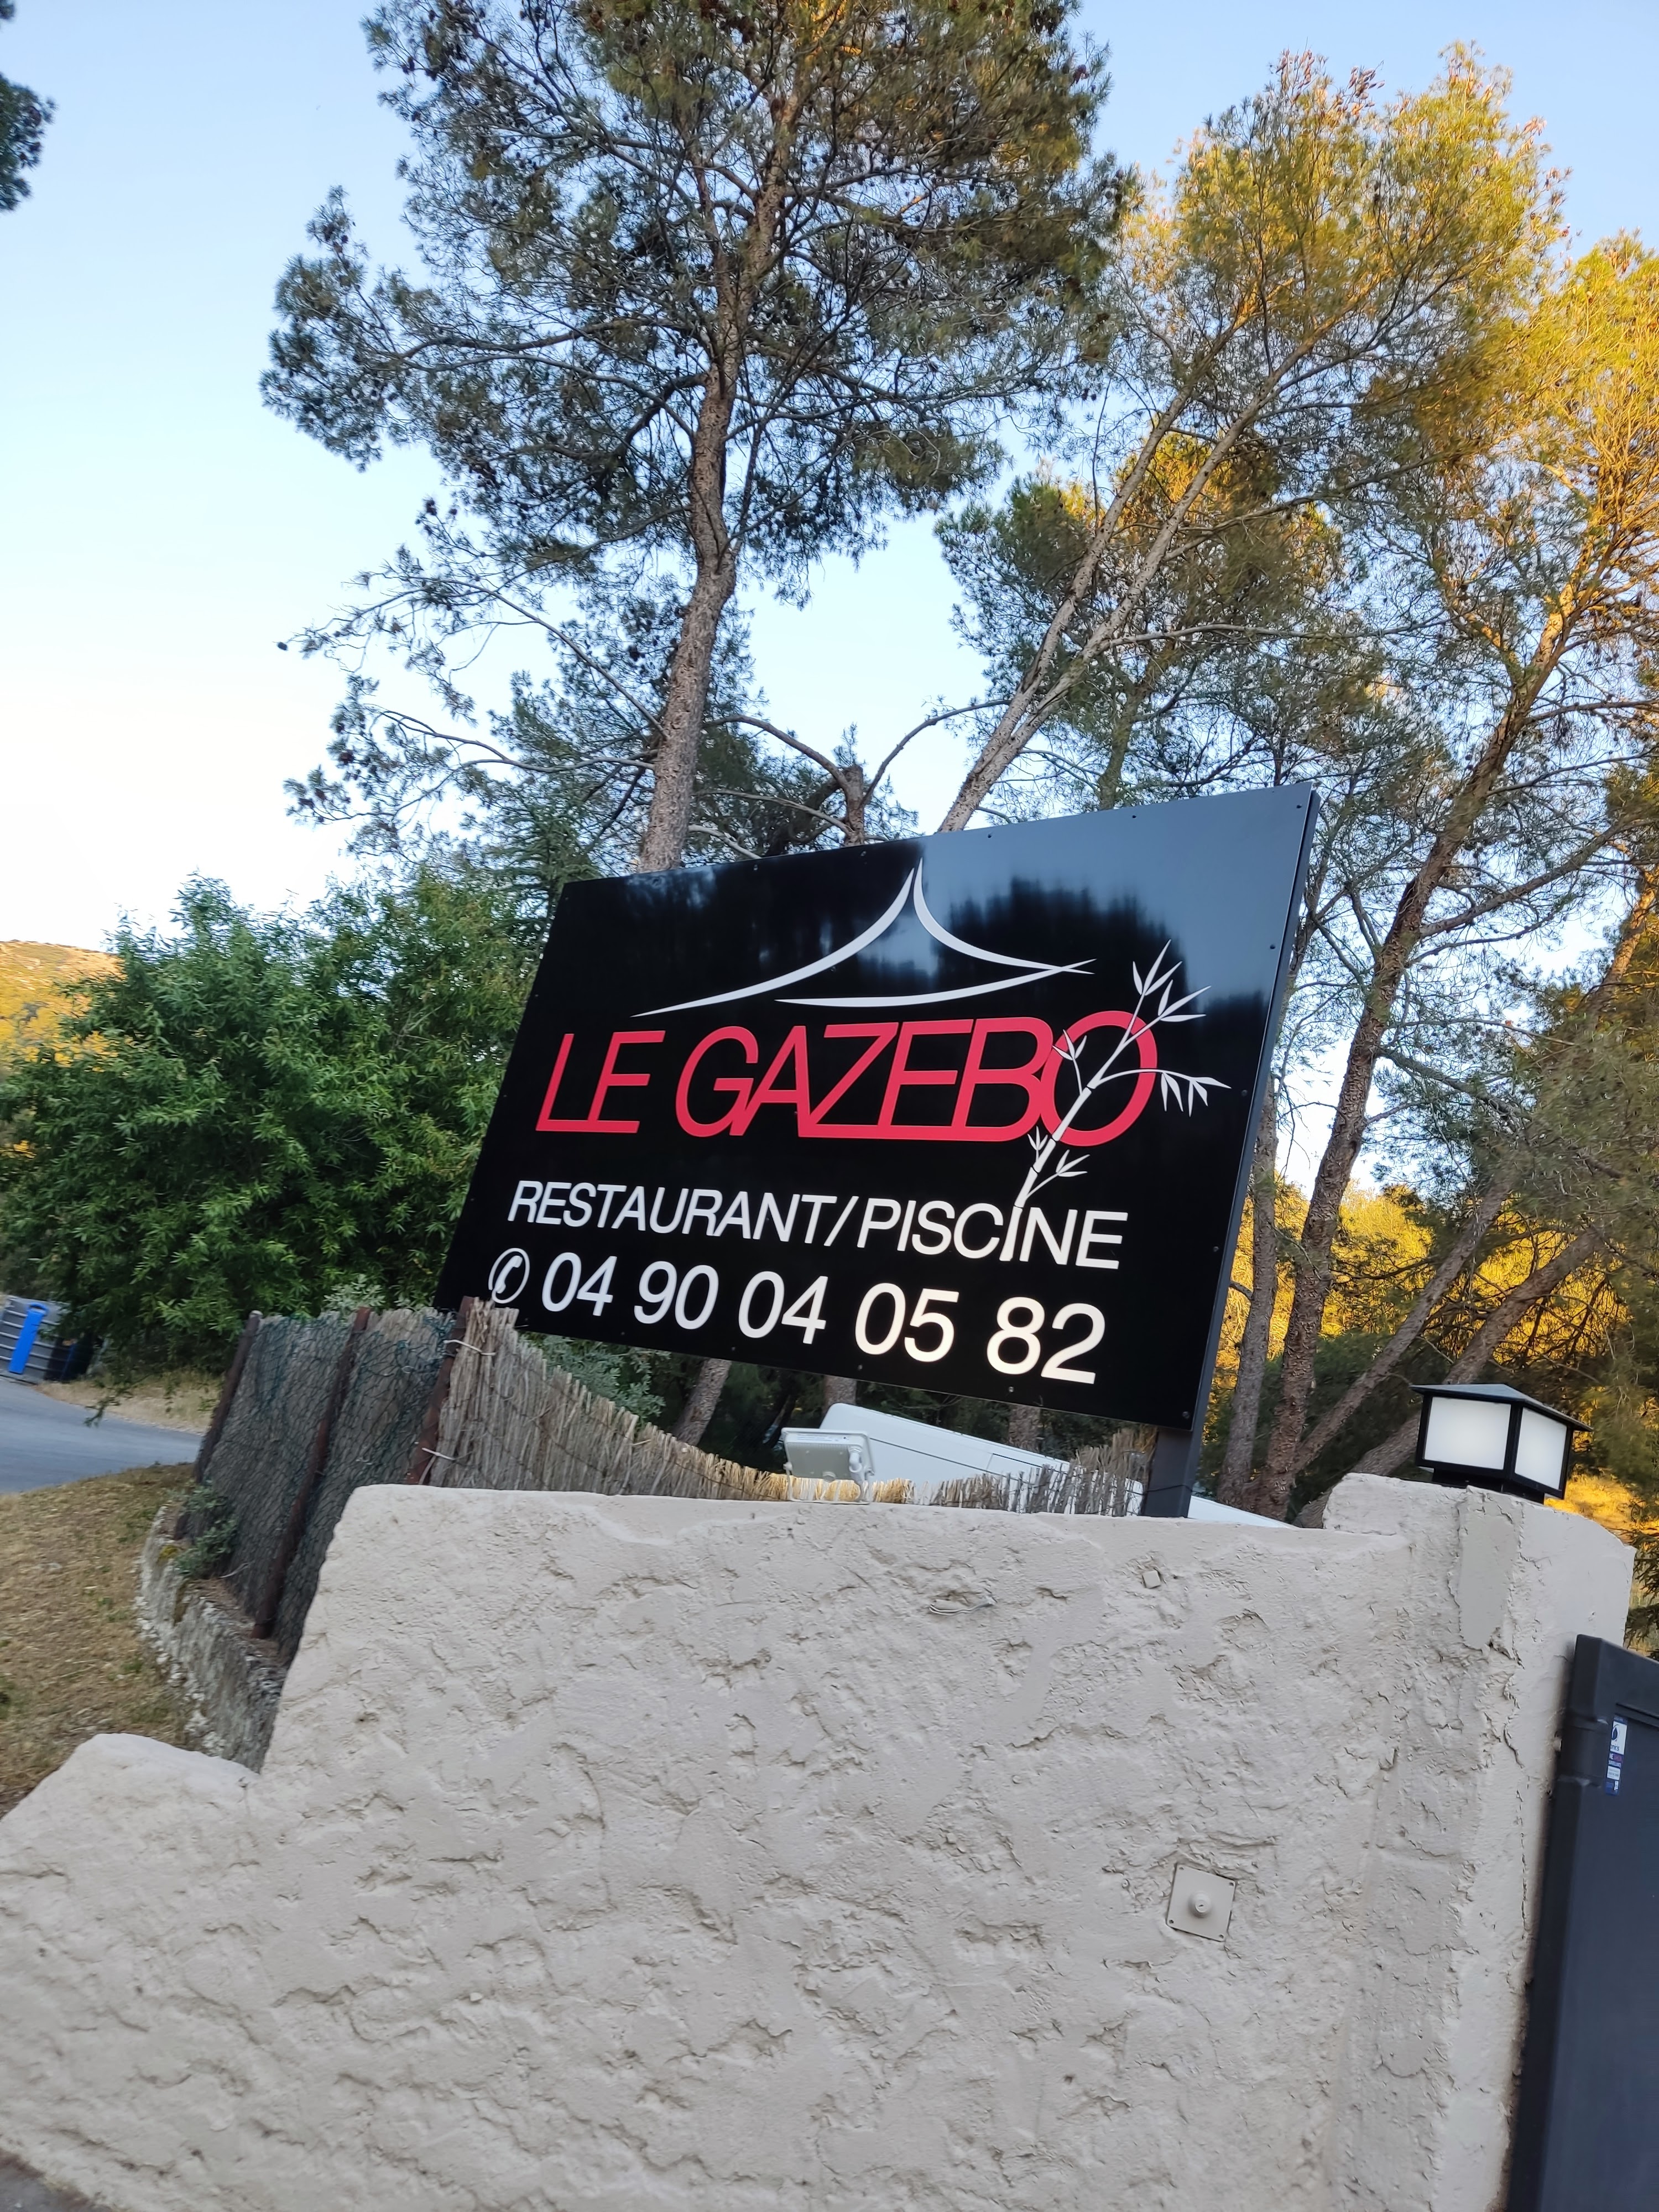 LE GAZEBO
RESTAURANT/PISCINE
04 90 04 05 82